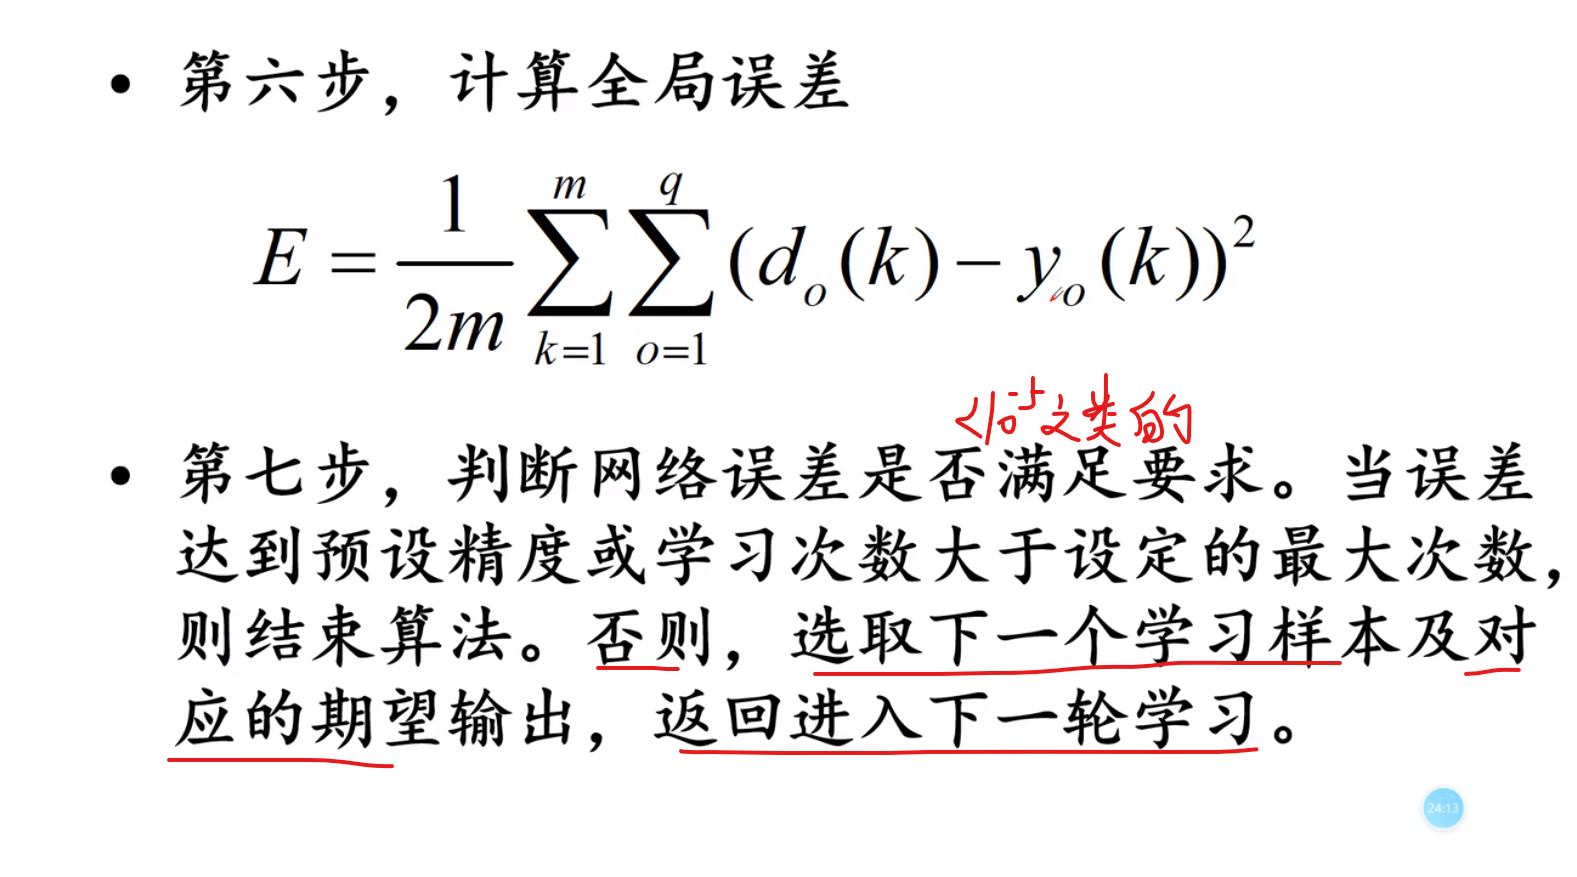 • 第六步，计算全局误差
E = \frac{1}{2m} \sum_{k=1}^{m} \sum_{o=1}^{q} (d_o(k) - y_o(k))^2
<10^{-5}之类的
• 第七步，判断网络误差是否满足要求。当误差
达到预设精度或学习次数大于设定的最大次数，
则结束算法。否则，选取下一个学习样本及对
应的期望输出，返回进入下一轮学习。
24:13